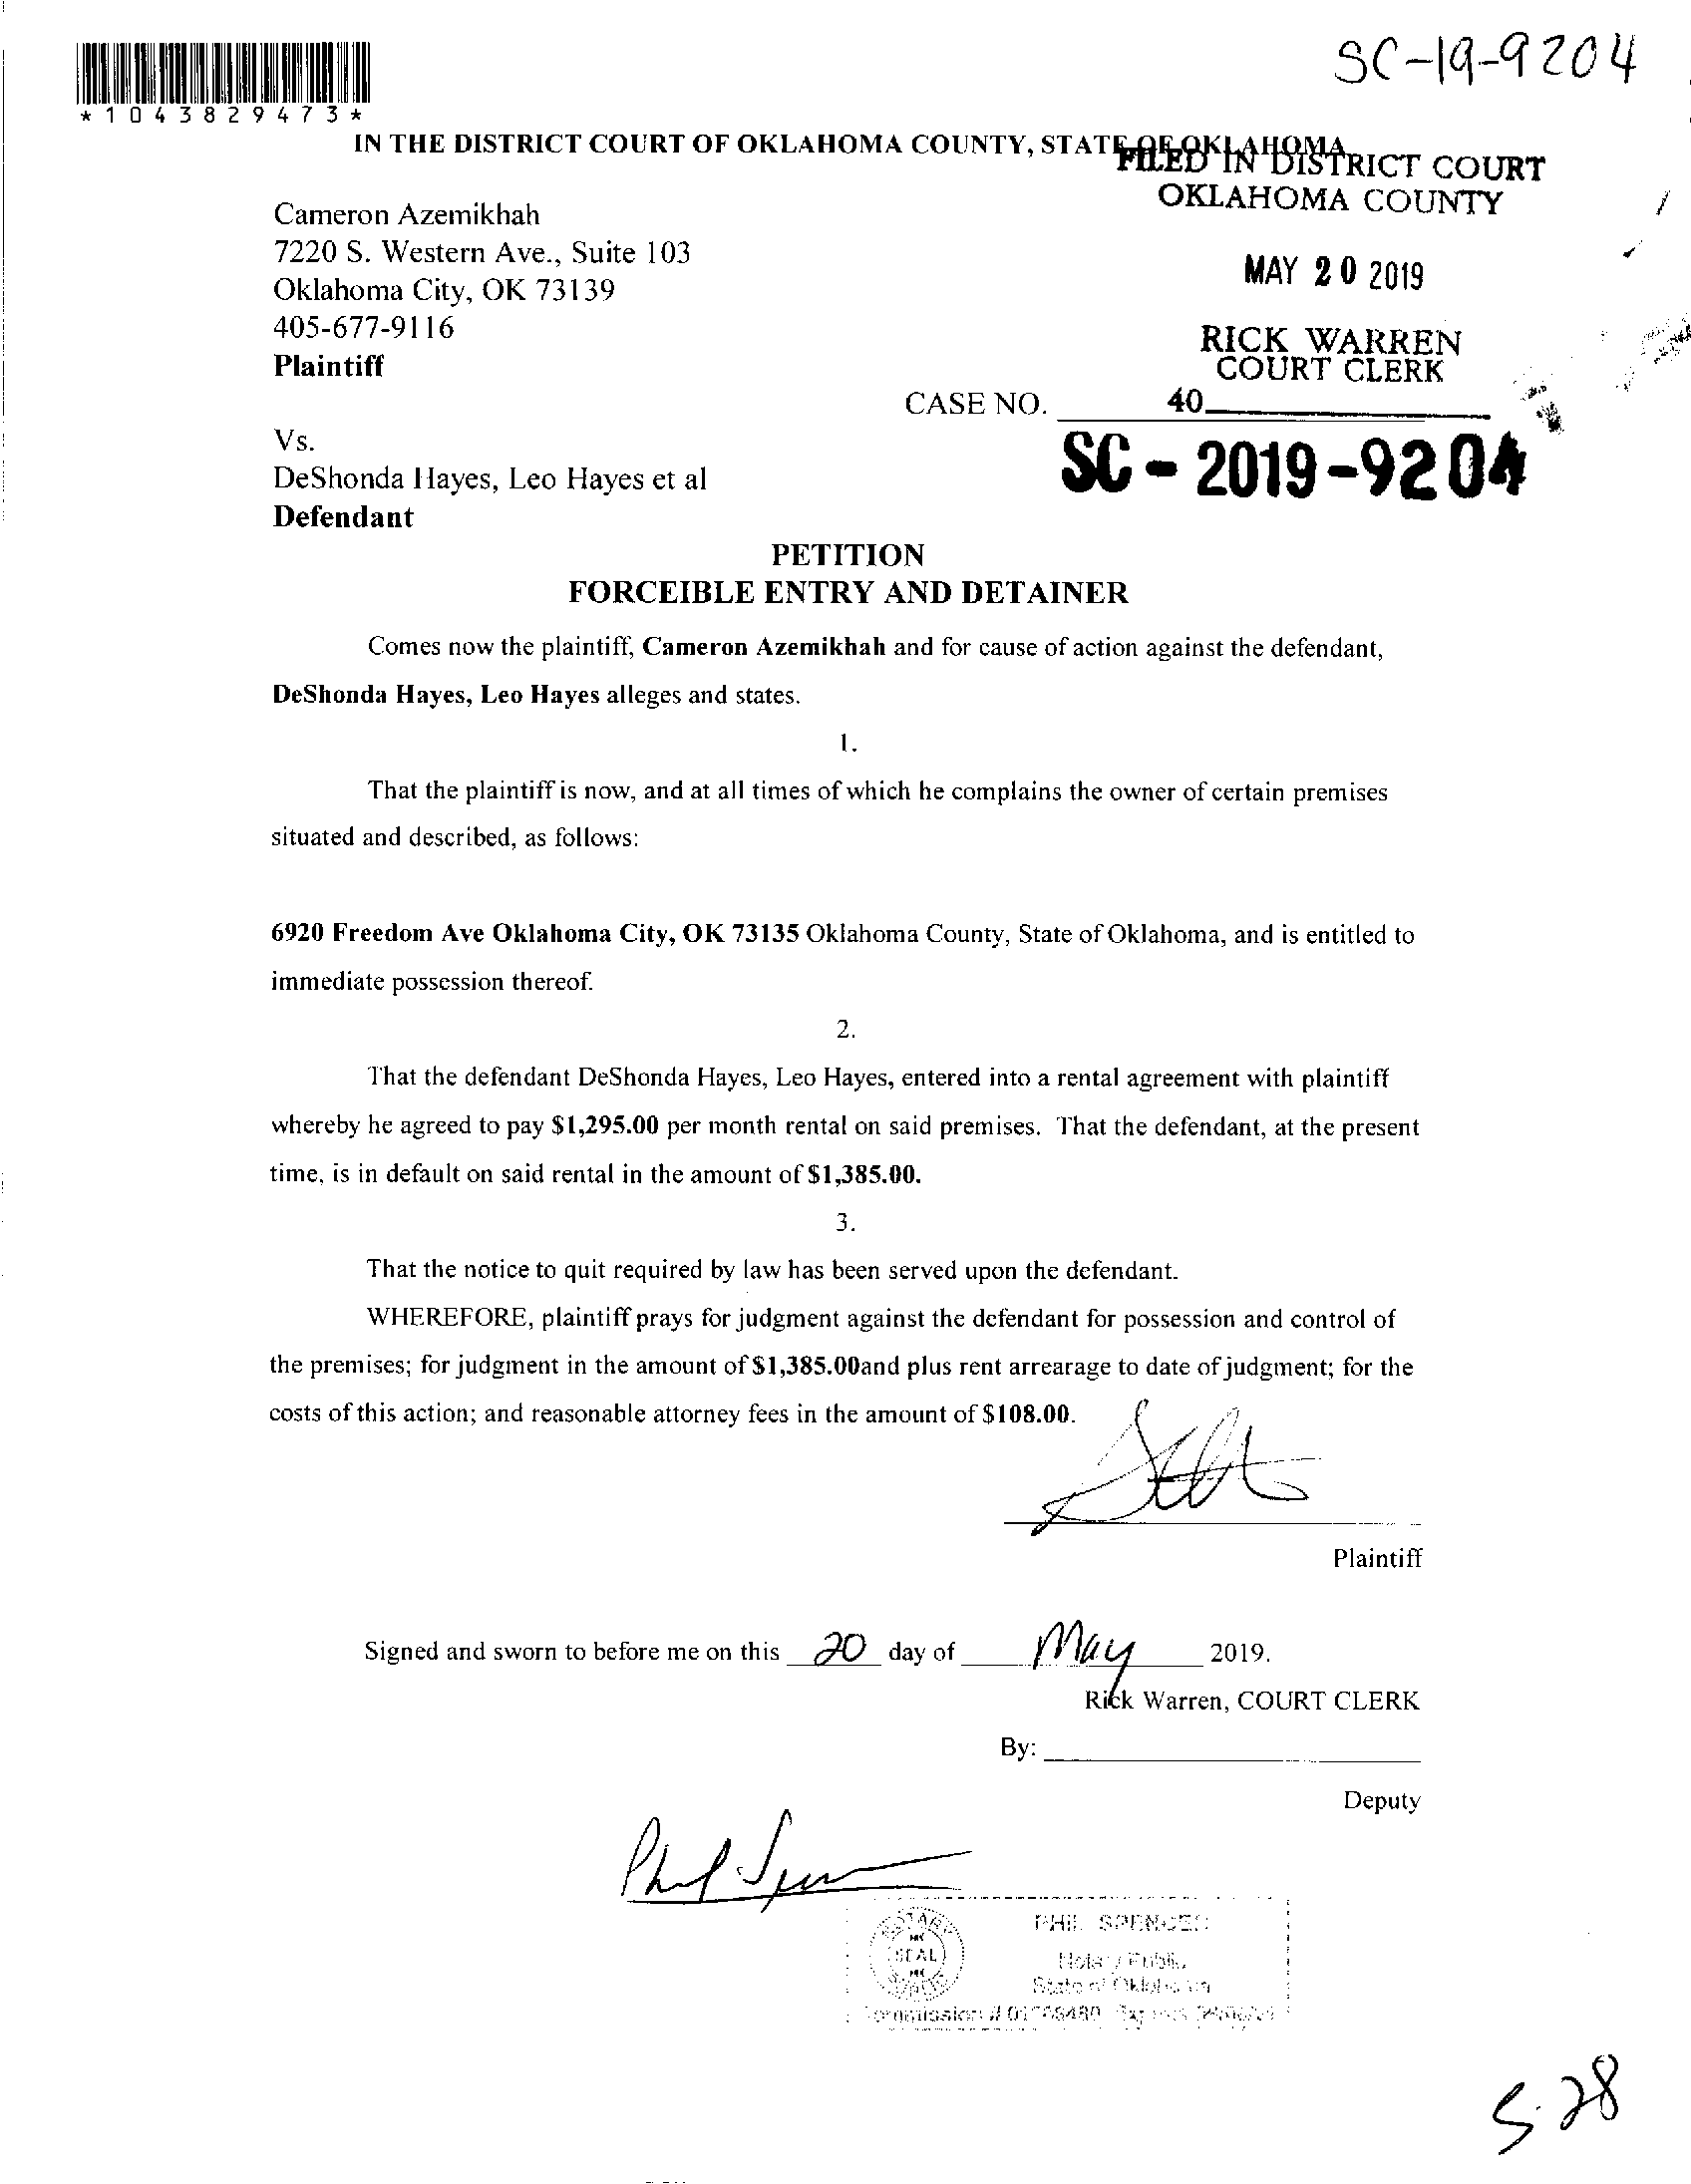 SC-19-9204
*1043829473*
IN THE DISTRICT COURT OF OKLAHOMA COUNTY, STATE OF OKLAHOMA
FILED IN DISTRICT COURT
OKLAHOMA COUNTY
Cameron Azemikhah
7220 S. Western Ave., Suite 103
MAY 20 2019
Oklahoma City, OK 73139
405-677-9116
RICK WARREN
Plaintiff
COURT CLERK
CASE NO.
40
Vs.
SC - 2019-9204
DeShonda Hayes, Leo Hayes et al
Defendant
PETITION
FORCEIBLE ENTRY AND DETAINER
Comes now the plaintiff, Cameron Azemikhah and for cause of action against the defendant,
DeShonda Hayes, Leo Hayes alleges and states.
1.
That the plaintiff is now, and at all times of which he complains the owner of certain premises
situated and described, as follows:
6920 Freedom Ave Oklahoma City, OK 73135 Oklahoma County, State of Oklahoma, and is entitled to
immediate possession thereof.
2.
That the defendant DeShonda Hayes, Leo Hayes, entered into a rental agreement with plaintiff
whereby he agreed to pay $1,295.00 per month rental on said premises. That the defendant, at the present
time, is in default on said rental in the amount of $1,385.00.
3.
That the notice to quit required by law has been served upon the defendant.
WHEREFORE, plaintiff prays for judgment against the defendant for possession and control of
the premises; for judgment in the amount of $1,385.00and plus rent arrearage to date of judgment; for the
costs of this action; and reasonable attorney fees in the amount of $108.00.
Plaintiff
Signed and sworn to before me on this 20 day of May 2019.
Rick Warren, COURT CLERK
By:
Deputy
Phil Spencer
PHIL SPENCER
NOTARY
SEAL
PUBLIC
Notary Public
State of Oklahoma
Commission #
5-28